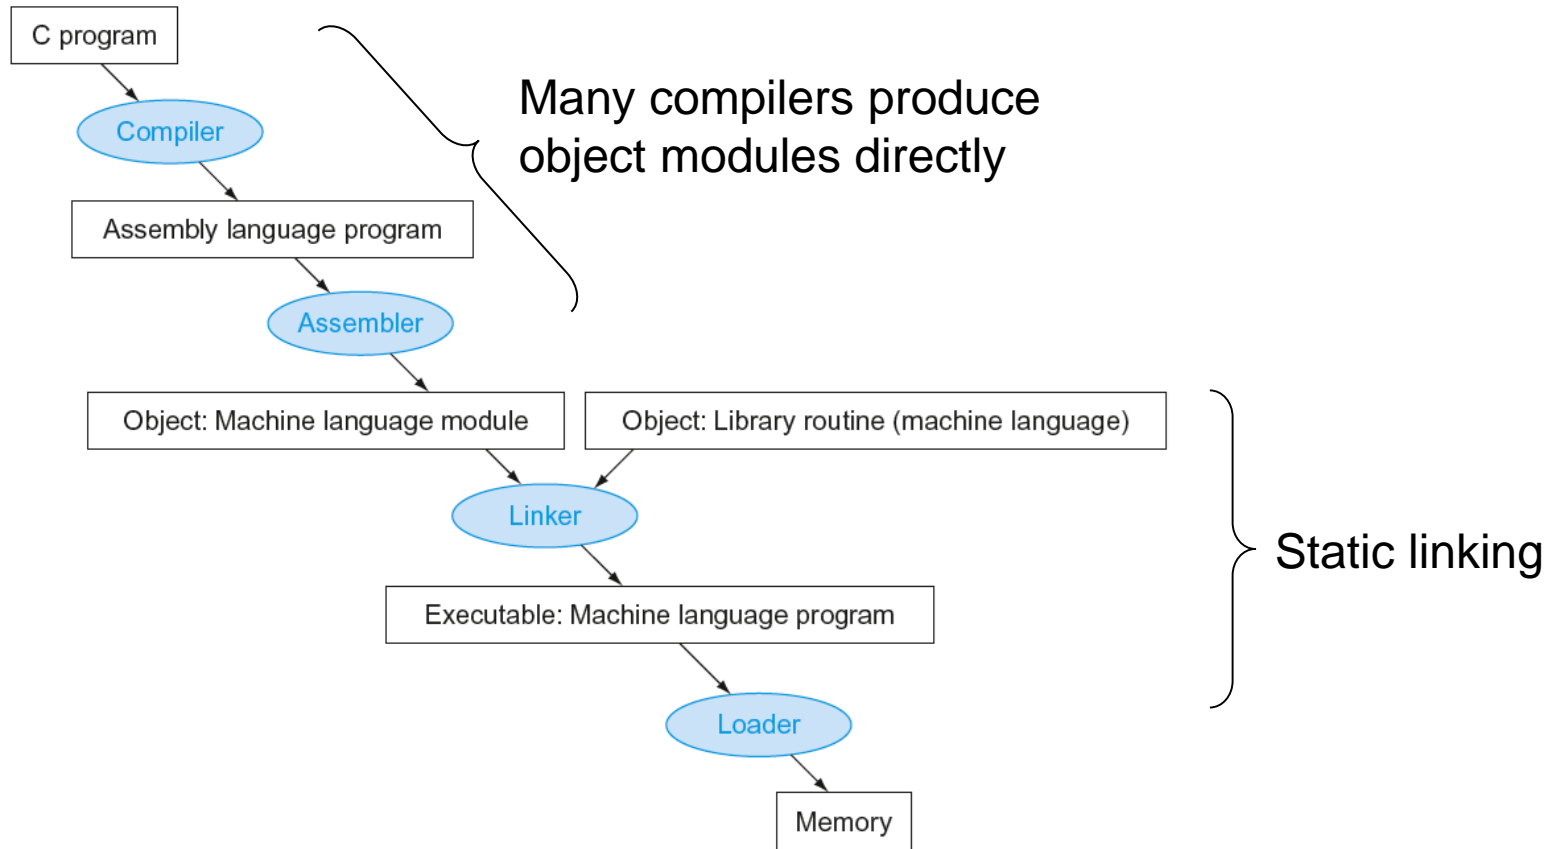 C program
Many compilers produce
object modules directly
Compiler
Assembly language program
Assembler
Object: Machine language module
Object: Library routine (machine language)
Linker
Static linking
Executable: Machine language program
Loader
Memory